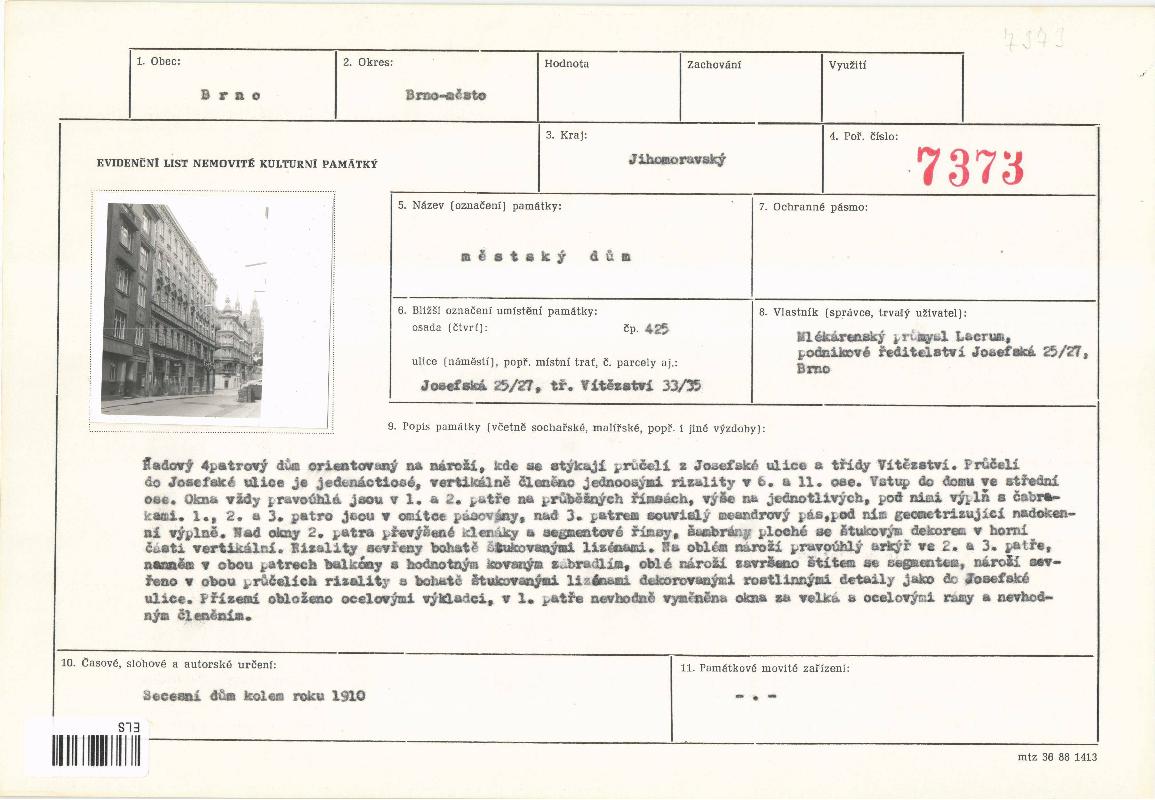 7373
1. Obec:
B r n o
2. Okres:
Brno-město
Hodnota
Zachování
Využití
EVIDENČNÍ LIST NEMOVITÉ KULTURNÍ PAMÁTKY
3. Kraj:
Jihomoravský
4. Poř. číslo:
7373
5. Název (označení) památky:
m ě s t s k ý   d ů m
7. Ochranné pásmo:
6. Bližší označení umístění památky:
osada (čtvrť):
čp. 425
ulice (náměstí), popř. místní trať, č. parcely aj.:
Josefská 25/27, tř. Vítězství 33/35
8. Vlastník (správce, trvalý uživatel):
Mlékárenský průmysl Lacrum,
podnikové ředitelství Josefská 25/27,
Brno
9. Popis památky (včetně sochařské, malířské, popř. i jiné výzdoby):
Řadový 4patrový dům orientovaný na nároží, kde se stýkají průčelí z Josefské ulice a třídy Vítězství. Průčelí
do Josefské ulice je jedenáctiosé, vertikálně členěno jednoosými rizality v 6. a 11. ose. Vstup do domu ve střední
ose. Okna vždy pravoúhlá jsou v 1. a 2. patře na průběžných římsách, výše na jednotlivých, pod nimi výplň s čabra-
kami. 1., 2. a 3. patro jsou v omítce pásovány, nad 3. patrem souvislý meandrový pás,pod ním geometrizující nadoken-
ní výplně. Nad okny 2. patra převýšené klenáky a segmentové římsy, šambrány ploché se štukovým dekorem v horní
části vertikální. Rizality sevřeny bohatě štukovanými lizénami. Na oblém nároží pravoúhlý arkýř ve 2. a 3. patře,
nanněm v obou patrech balkóny s hodnotným kovaným zábradlím, oblé nároží završeno štítem se segmentem, nároží sev-
řeno v obou průčelích rizality s bohatě štukovanými lizénami dekorovanými rostlinnými detaily jako do Josefské
ulice. Přízemí obloženo ocelovými výkladci, v 1. patře nevhodně vyměněna okna za velká s ocelovými rámy a nevhod-
ným členěním.
10. Časové, slohové a autorské určení:
Secesní dům kolem roku 1910
11. Památkové movité zařízení:
- . -
ELS
mtz 36 88 1413